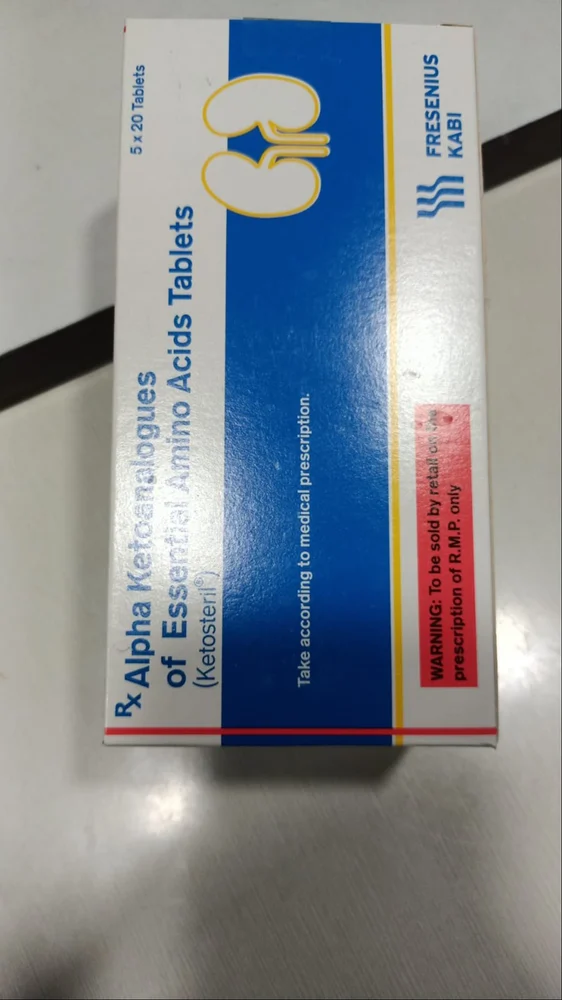 Rx Alpha Ketoanalogues
of Essential Amino Acids Tablets
(Ketosteril®)
5 x 20 Tablets
Take according to medical prescription.
FRESENIUS
KABI
WARNING: To be sold by retail on the
prescription of R.M.P. only